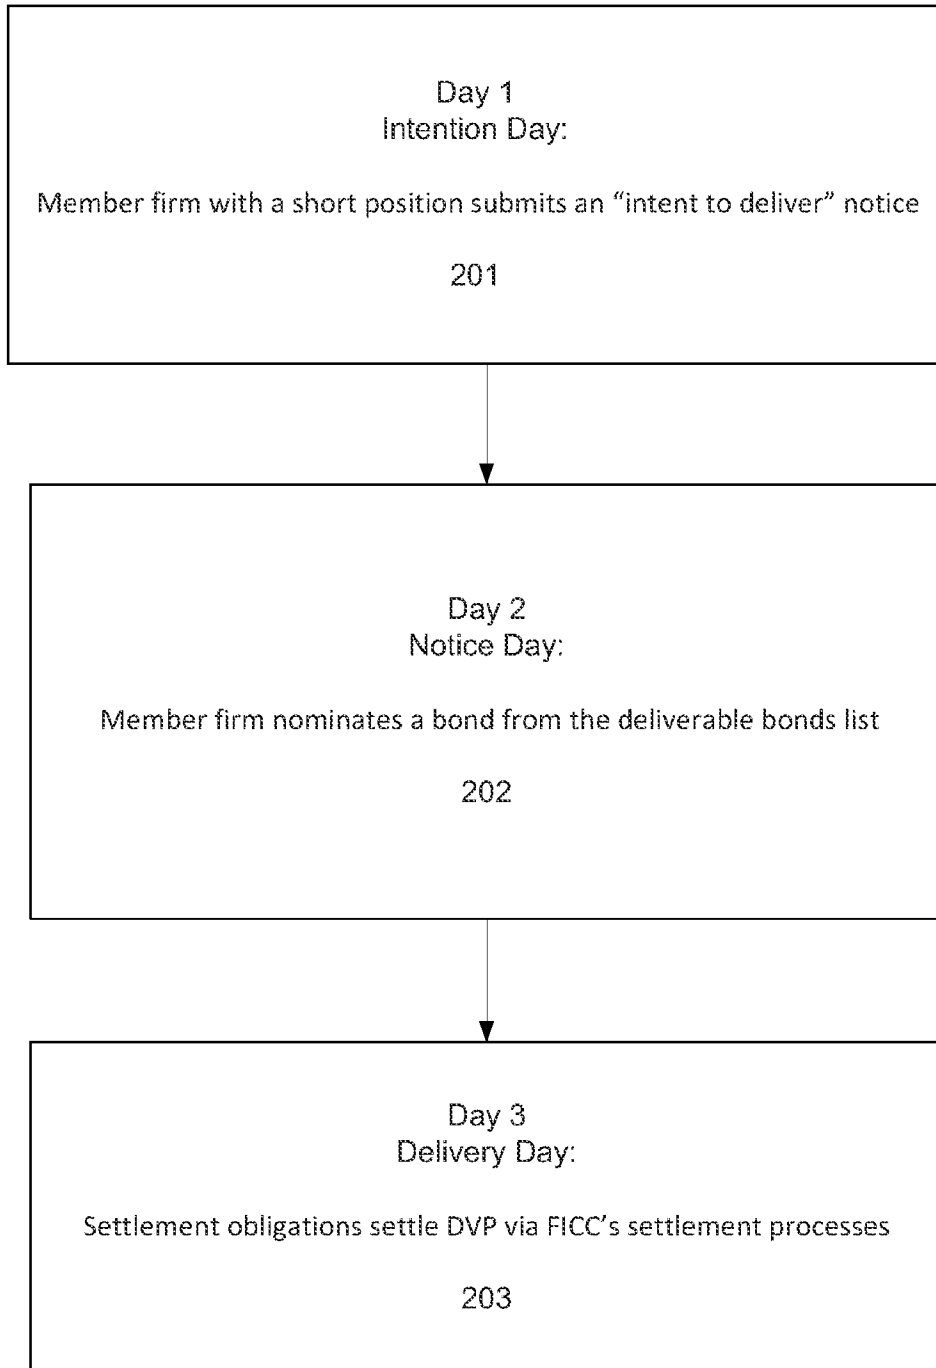 Day 1
Intention Day:
Member firm with a short position submits an “intent to deliver” notice
201
Day 2
Notice Day:
Member firm nominates a bond from the deliverable bonds list
202
Day 3
Delivery Day:
Settlement obligations settle DVP via FICC’s settlement processes
203